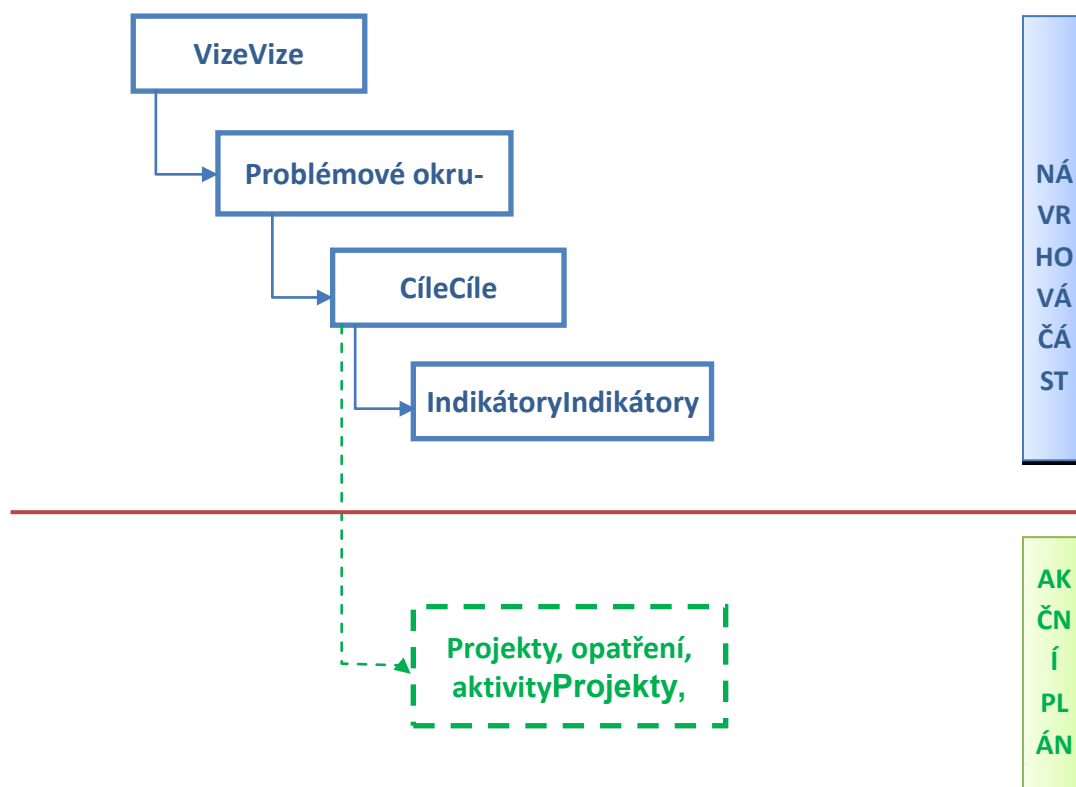 VizeVize
Problémové okru-
CíleCíle
IndikátoryIndikátory
NÁ
VR
HO
VÁ
ČÁ
ST
Projekty, opatření,
aktivityProjekty,
AK
ČN
Í
PL
ÁN